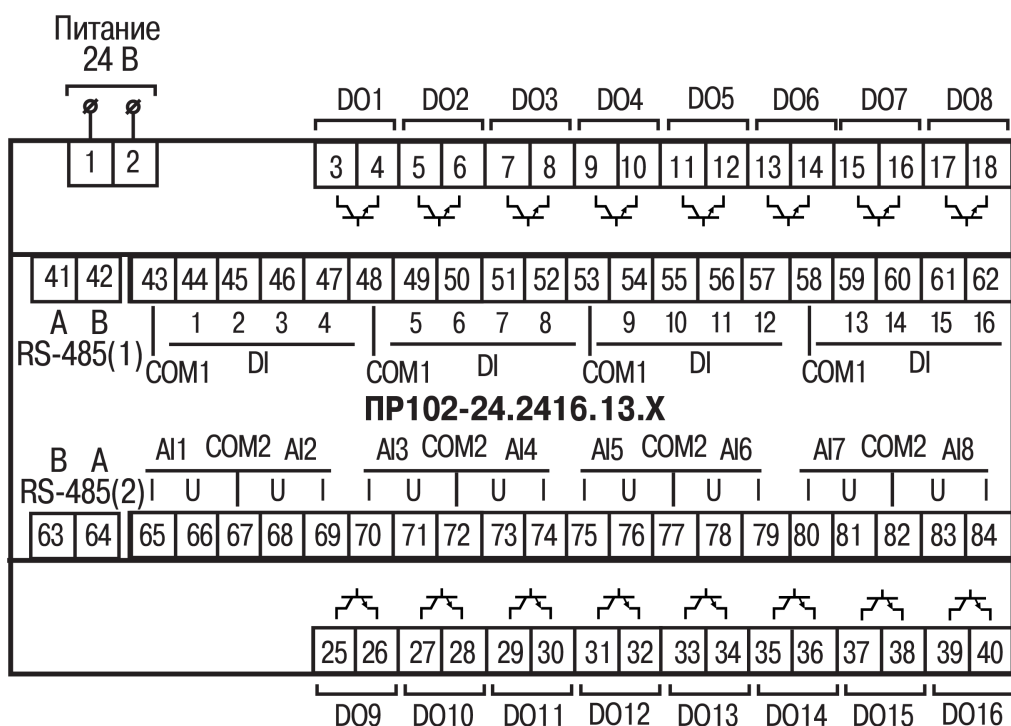 Питание
24 В
DO1 DO2 DO3 DO4 DO5 DO6 DO7 DO8
1 2 3 4 5 6 7 8 9 10 11 12 13 14 15 16 17 18
41 42 43 44 45 46 47 48 49 50 51 52 53 54 55 56 57 58 59 60 61 62
A B 1 2 3 4 5 6 7 8 9 10 11 12 13 14 15 16
RS-485(1) COM1 DI COM1 DI COM1 DI COM1 DI
ПР102-24.2416.13.X
B A AI1 COM2 AI2 AI3 COM2 AI4 AI5 COM2 AI6 AI7 COM2 AI8
RS-485(2) I U U I I U U I I U U I I U U I
63 64 65 66 67 68 69 70 71 72 73 74 75 76 77 78 79 80 81 82 83 84
25 26 27 28 29 30 31 32 33 34 35 36 37 38 39 40
DO9 DO10 DO11 DO12 DO13 DO14 DO15 DO16